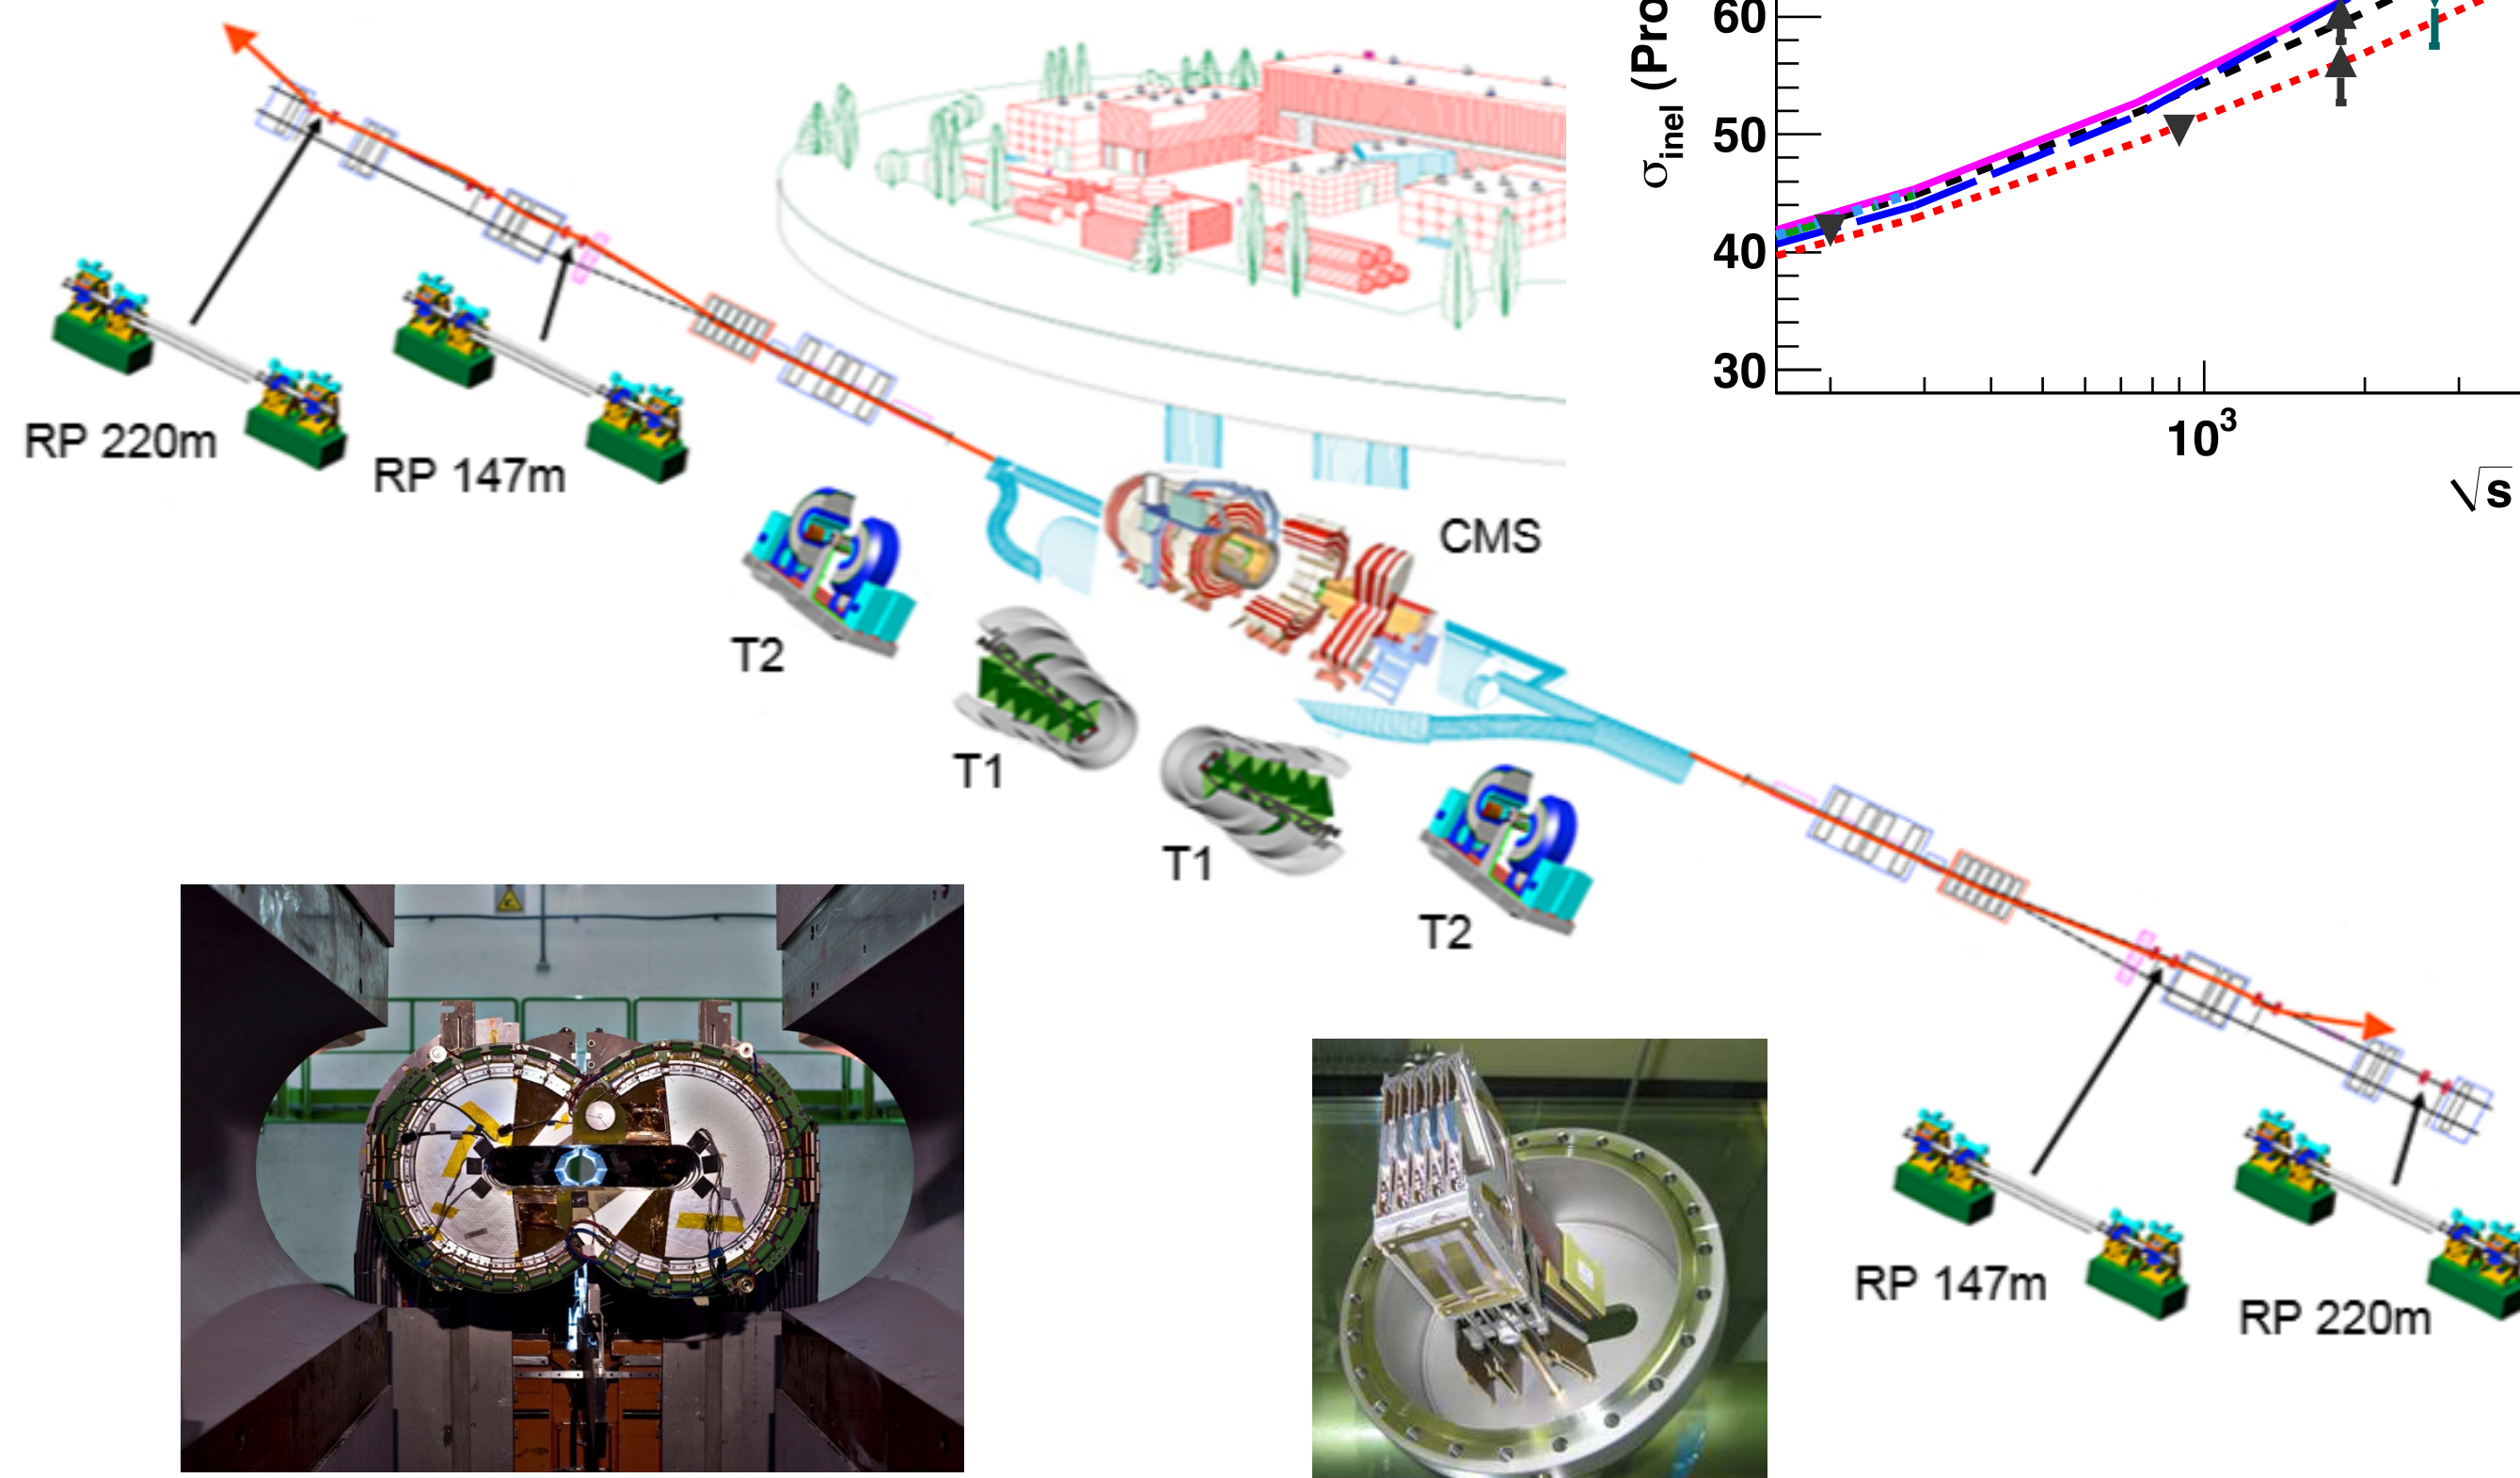 60
50
40
30
σinel (Pro
10³
√s
RP 220m
RP 147m
CMS
T2
T1
T1
T2
RP 147m
RP 220m